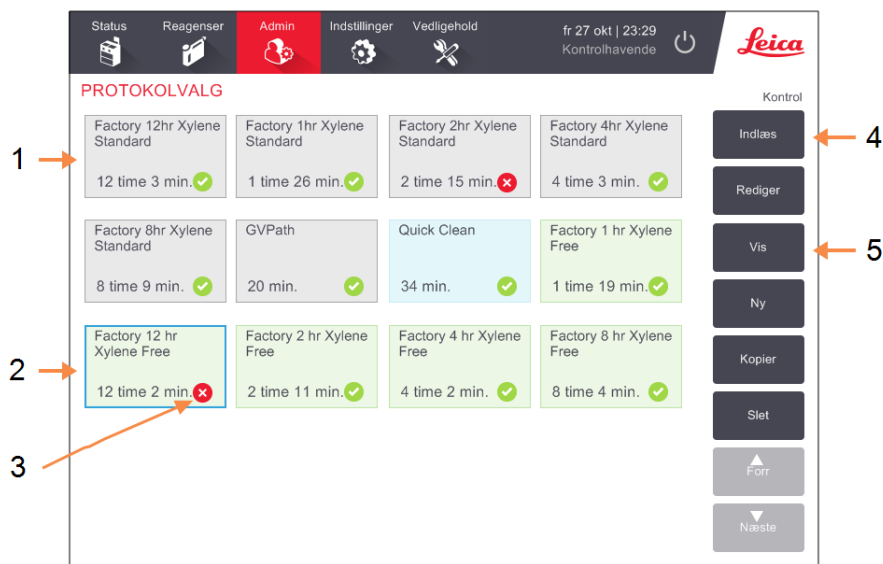 Status Reagenser Admin Indstillinger Vedligehold
fr 27 okt | 23:29
Kontrolhavende
Leica
PROTOKOLVALG
Kontrol
1
Factory 12hr Xylene
Standard
12 time 3 min.
Factory 1hr Xylene
Standard
1 time 26 min.
Factory 2hr Xylene
Standard
2 time 15 min.
Factory 4hr Xylene
Standard
4 time 3 min.
Factory 8hr Xylene
Standard
8 time 9 min.
GVPath
20 min.
Quick Clean
34 min.
Factory 1 hr Xylene
Free
1 time 19 min.
2
Factory 12 hr
Xylene Free
12 time 2 min.
Factory 2 hr Xylene
Free
2 time 11 min.
Factory 4 hr Xylene
Free
4 time 2 min.
Factory 8 hr Xylene
Free
8 time 4 min.
3
Indlæs
4
Rediger
Vis
5
Ny
Kopier
Slet
Forr
Næste